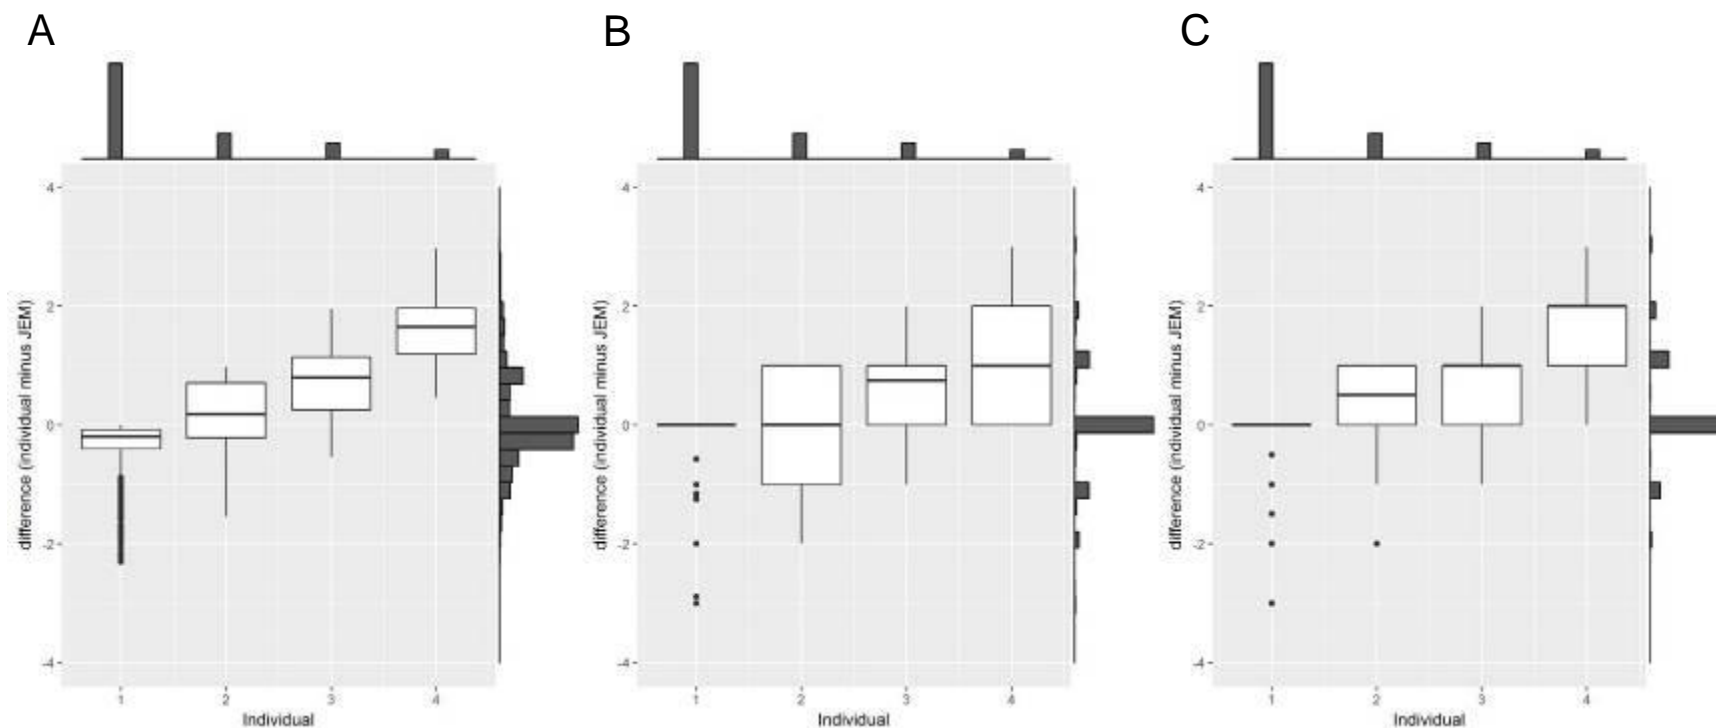 A B C
4 4 4
2 2 2
0 0 0
-2 -2 -2
-4 -4 -4
difference (individual minus JEM) difference (individual minus JEM) difference (individual minus JEM)
1 2 3 4 1 2 3 4 1 2 3 4
Individual Individual Individual